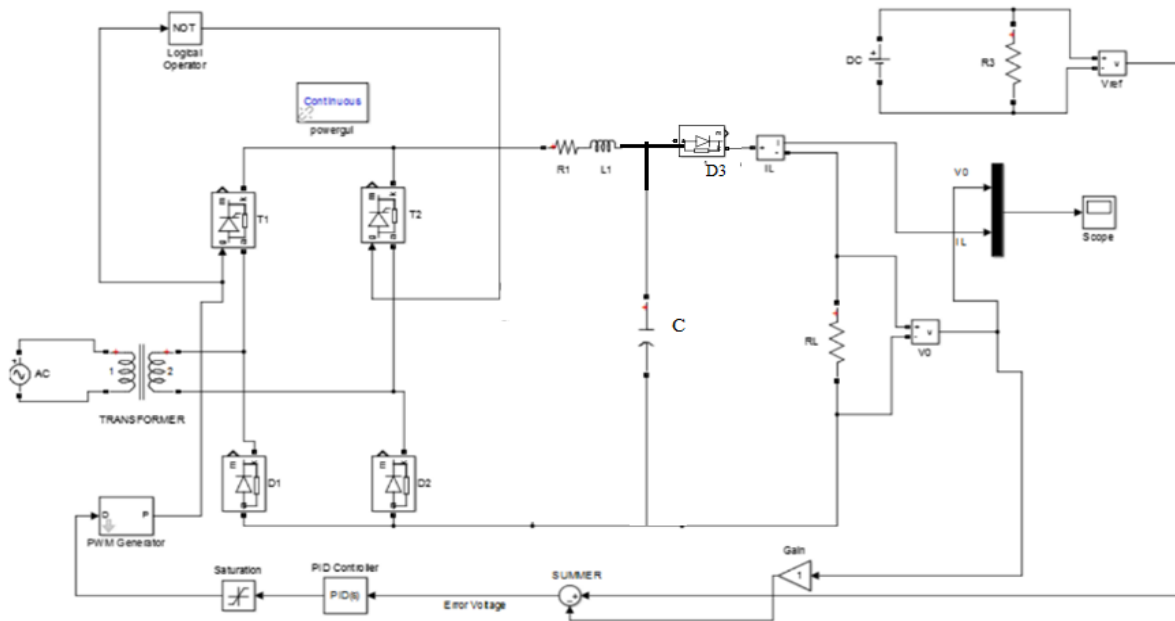 NOT
Logical
Operator
Continuous
powergui
DC
+
R3
+
-
v
Vref
T1
m
k
g
a
T2
m
k
g
a
R1
L1
D3
m
a
k
+
-
i
IL
V0
IL
Scope
C
RL
+
-
v
V0
AC
+
1
2
TRANSFORMER
m
k
a
D1
m
k
a
D2
D
P
PWM Generator
Saturation
PID Controller
PID(s)
Error Voltage
SUMMER
-+
Gain
1